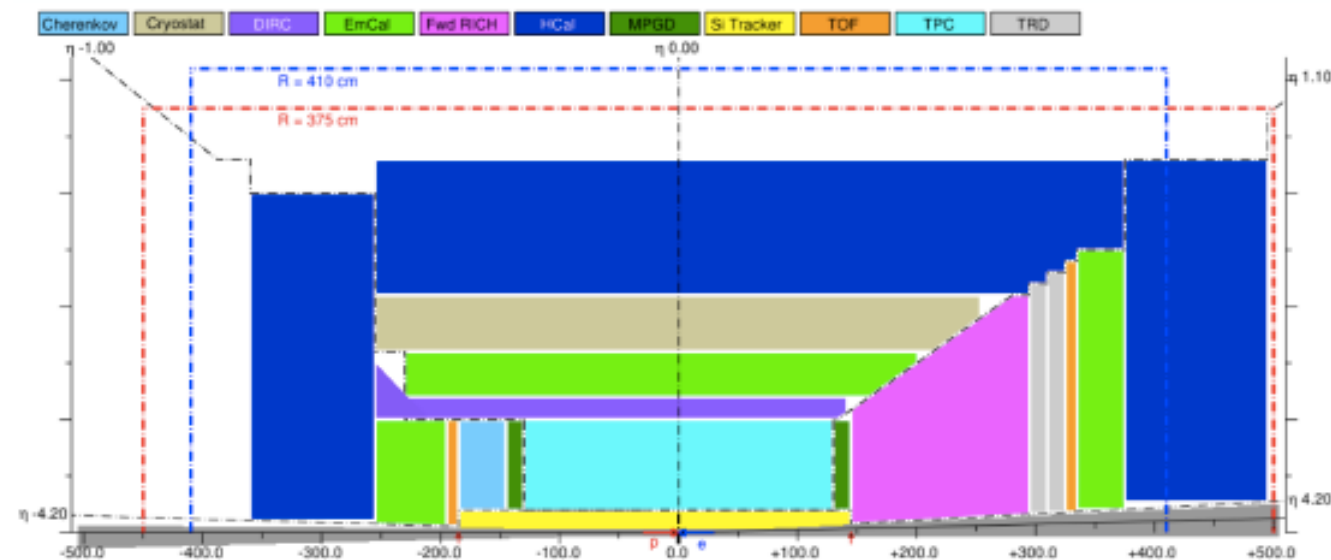 Cherenkov Cryostat DIRC EmCal Fwd RICH HCal MPGD Si Tracker TOF TPC TRD
η -1.00 η 0.00
η 1.10
R = 410 cm
R = 375 cm
η -4.20 η 4.20
p e
-500.0 -400.0 -300.0 -200.0 -100.0 0.0 +100.0 +200.0 +300.0 +400.0 +500.0